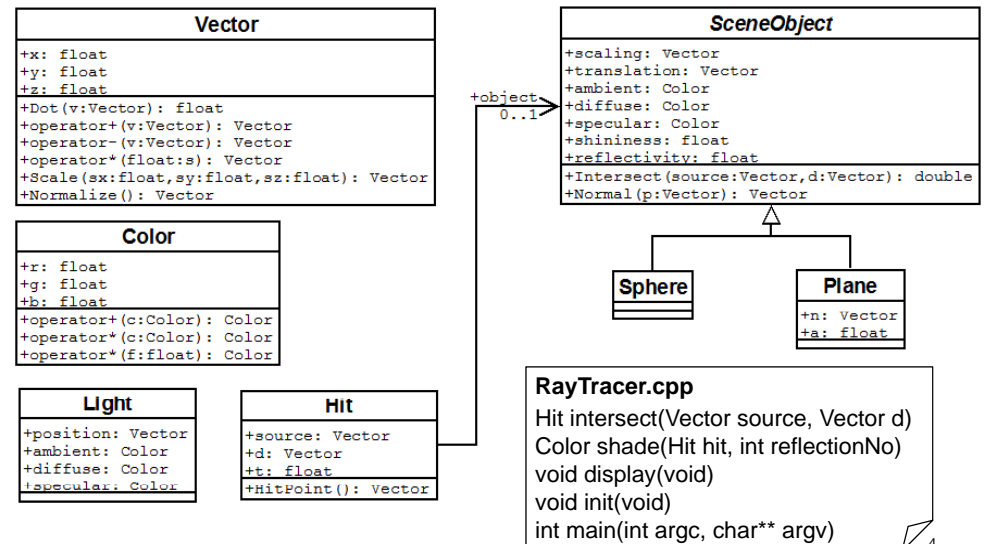 Vector
+x: float
+y: float
+z: float
+Dot(v:Vector): float
+operator+(v:Vector): Vector
+operator-(v:Vector): Vector
+operator*(float:s): Vector
+Scale(sx:float,sy:float,sz:float): Vector
+Normalize(): Vector
Color
+r: float
+g: float
+b: float
+operator+(c:Color): Color
+operator*(c:Color): Color
+operator*(f:float): Color
Light
+position: Vector
+ambient: Color
+diffuse: Color
+specular: Color
Hit
+source: Vector
+d: Vector
+t: float
+HitPoint(): Vector
+object
0..1
SceneObject
+scaling: Vector
+translation: Vector
+ambient: Color
+diffuse: Color
+specular: Color
+shininess: float
+reflectivity: float
+Intersect(source:Vector,d:Vector): double
+Normal(p:Vector): Vector
Sphere
Plane
+n: Vector
+a: float
RayTracer.cpp
Hit intersect(Vector source, Vector d)
Color shade(Hit hit, int reflectionNo)
void display(void)
void init(void)
int main(int argc, char** argv)